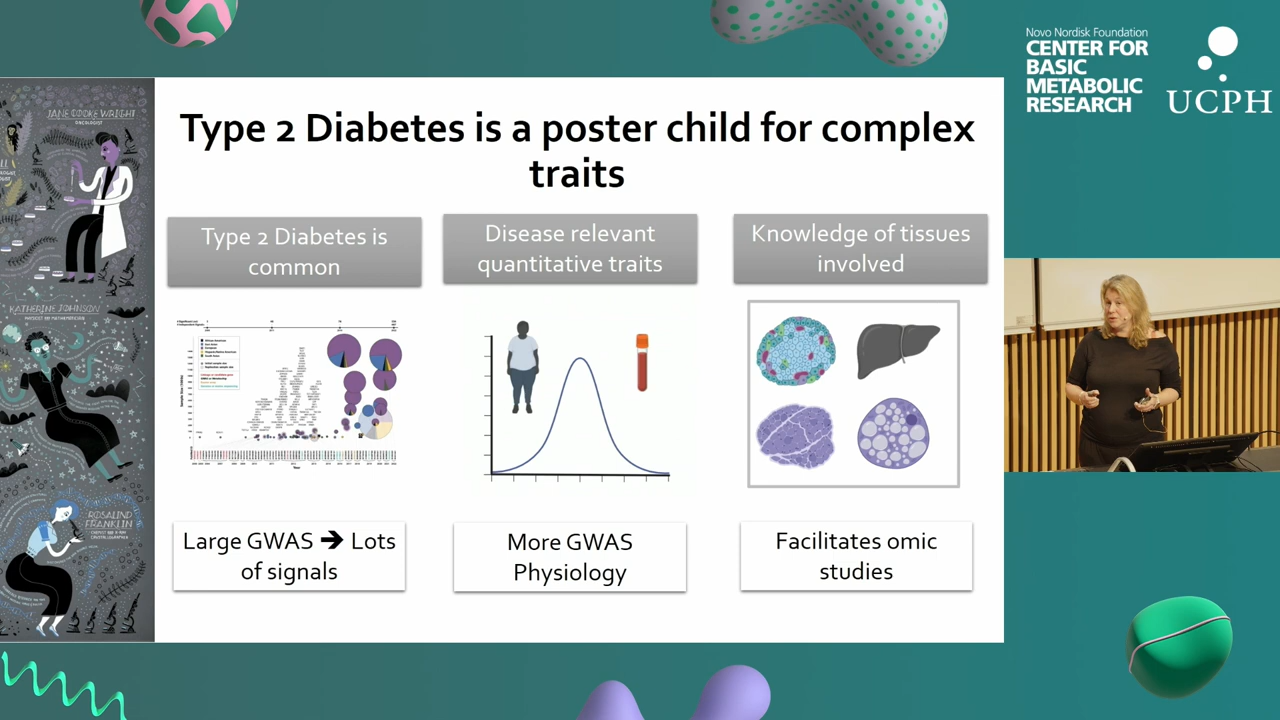 Novo Nordisk Foundation
CENTER FOR
BASIC
METABOLIC
RESEARCH
UCPH
JANE COOKE WRIGHT
ONCOLOGIST
KATHERINE JOHNSON
ROSALIND
FRANKLIN
Type 2 Diabetes is a poster child for complex
traits
Type 2 Diabetes is
common
Disease relevant
quantitative traits
Knowledge of tissues
involved
Year
Large GWAS ➔ Lots
of signals
More GWAS
Physiology
Facilitates omic
studies